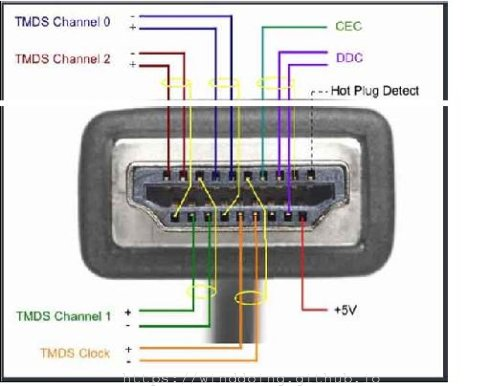 TMDS Channel 0
-
+
CEC
TMDS Channel 2
-
+
DDC
Hot Plug Detect
TMDS Channel 1
+
-
+5V
TMDS Clock
+
-